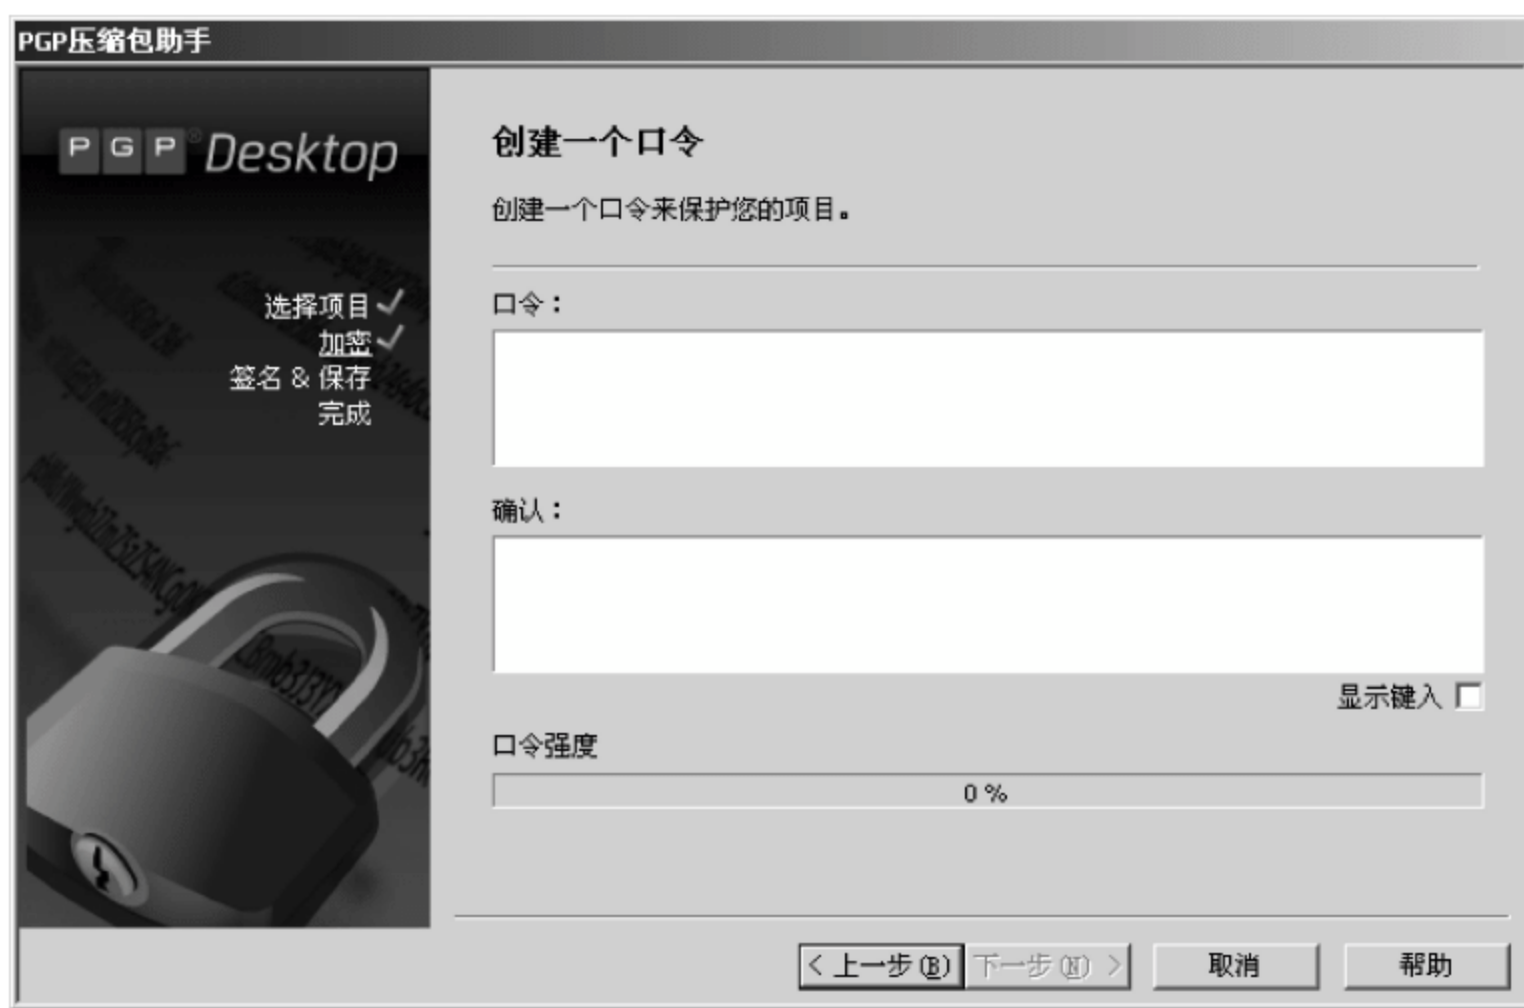 PGP压缩包助手
PGP® Desktop
选择项目
加密
签名 & 保存
完成
创建一个口令
创建一个口令来保护您的项目。
口令：
确认：
显示键入
口令强度
0 %
< 上一步(B) 下一步(N) > 取消 帮助